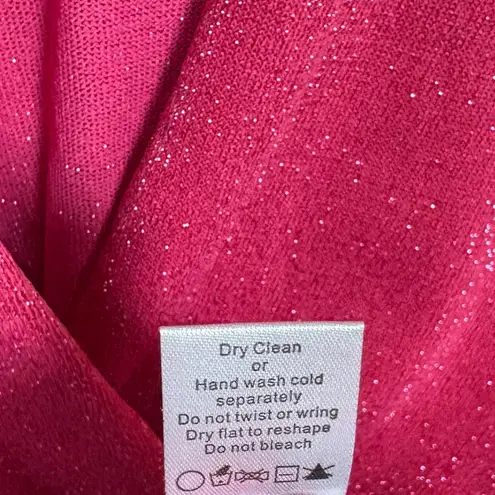 Dry Clean
or
Hand wash cold
separately
Do not twist or wring
Dry flat to reshape
Do not bleach